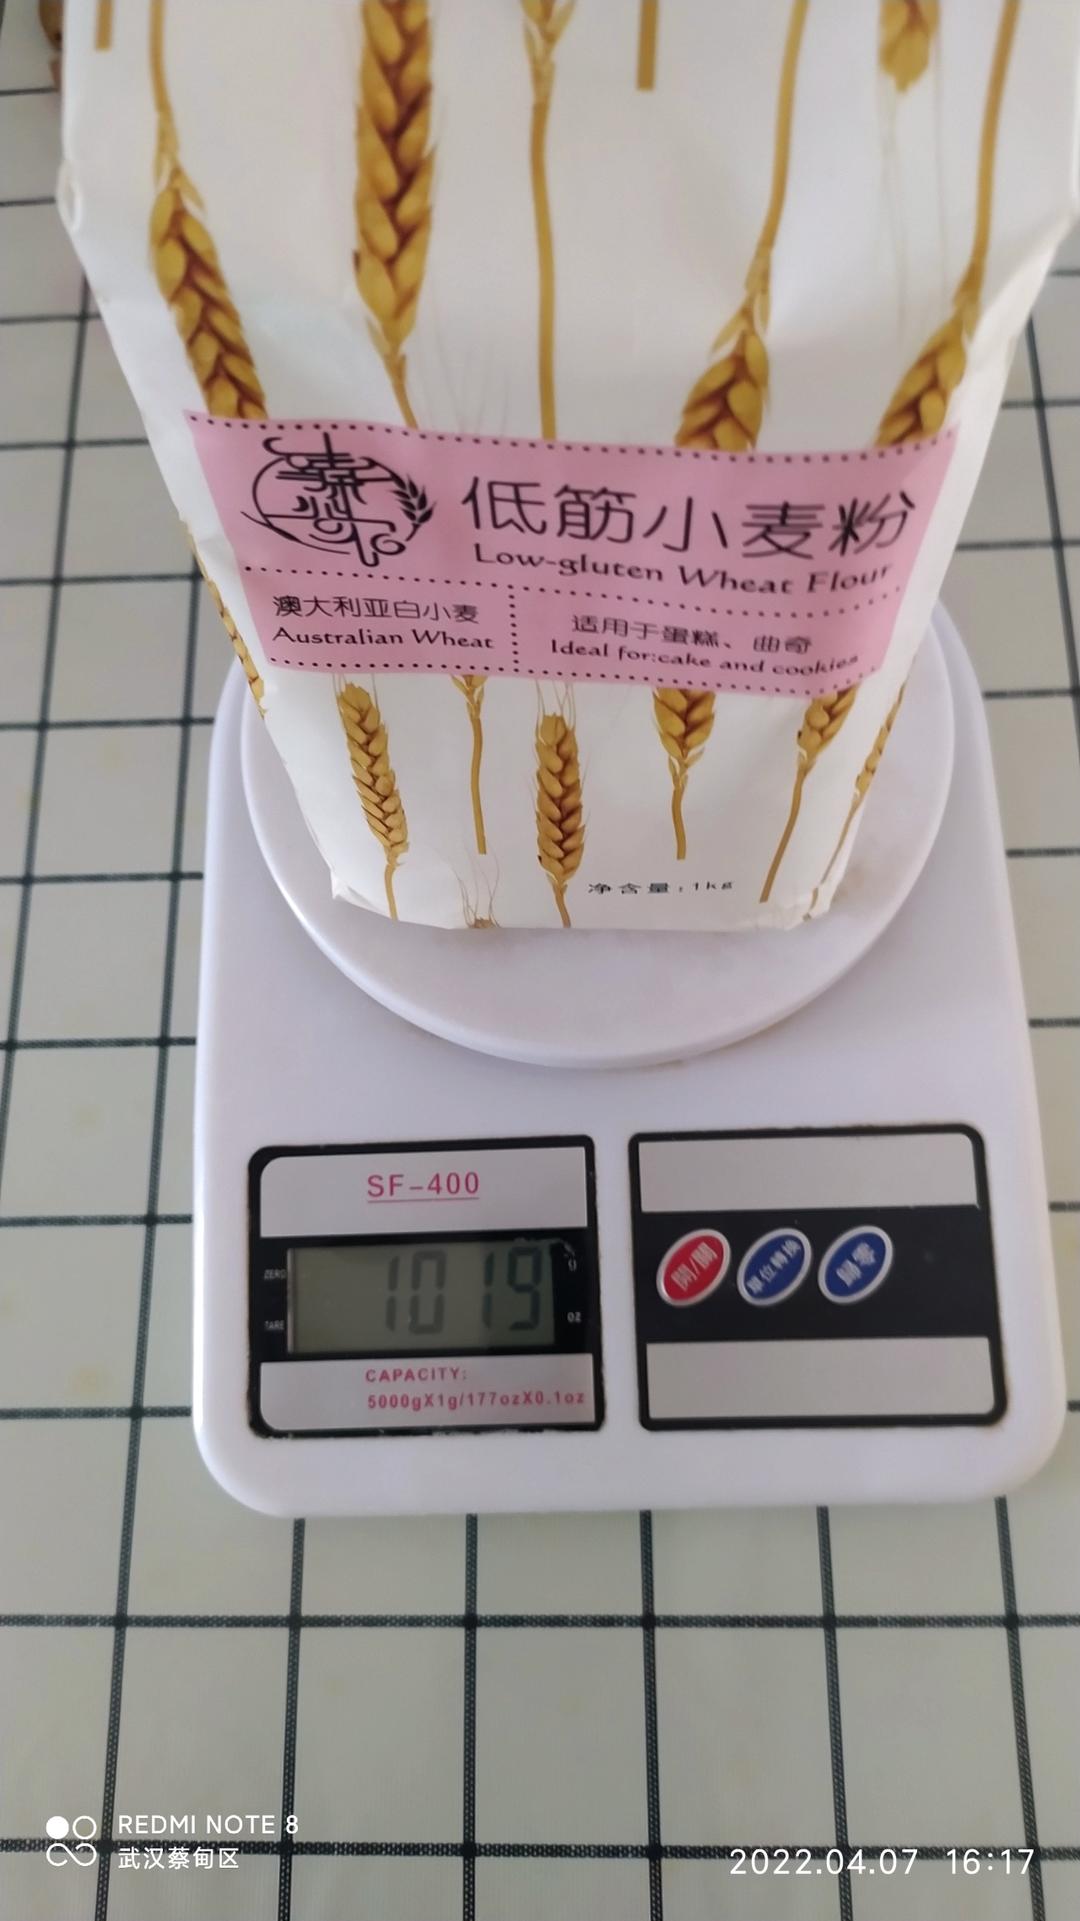 低筋小麦粉
Low-gluten Wheat Flour
澳大利亚白小麦
Australian Wheat
适用于蛋糕、曲奇
Ideal for:cake and cookies
净含量:1kg
SF-400
ZERO
TARE
1019
g
oz
CAPACITY:
5000gX1g/177ozX0.1oz
開/關
單位轉換
歸零
REDMI NOTE 8
武汉蔡甸区
2022.04.07 16:17